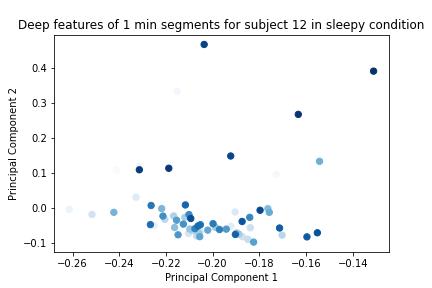 Deep features of 1 min segments for subject 12 in sleepy condition
Principal Component 2
0.4
0.3
0.2
0.1
0.0
−0.1
−0.26 −0.24 −0.22 −0.20 −0.18 −0.16 −0.14
Principal Component 1